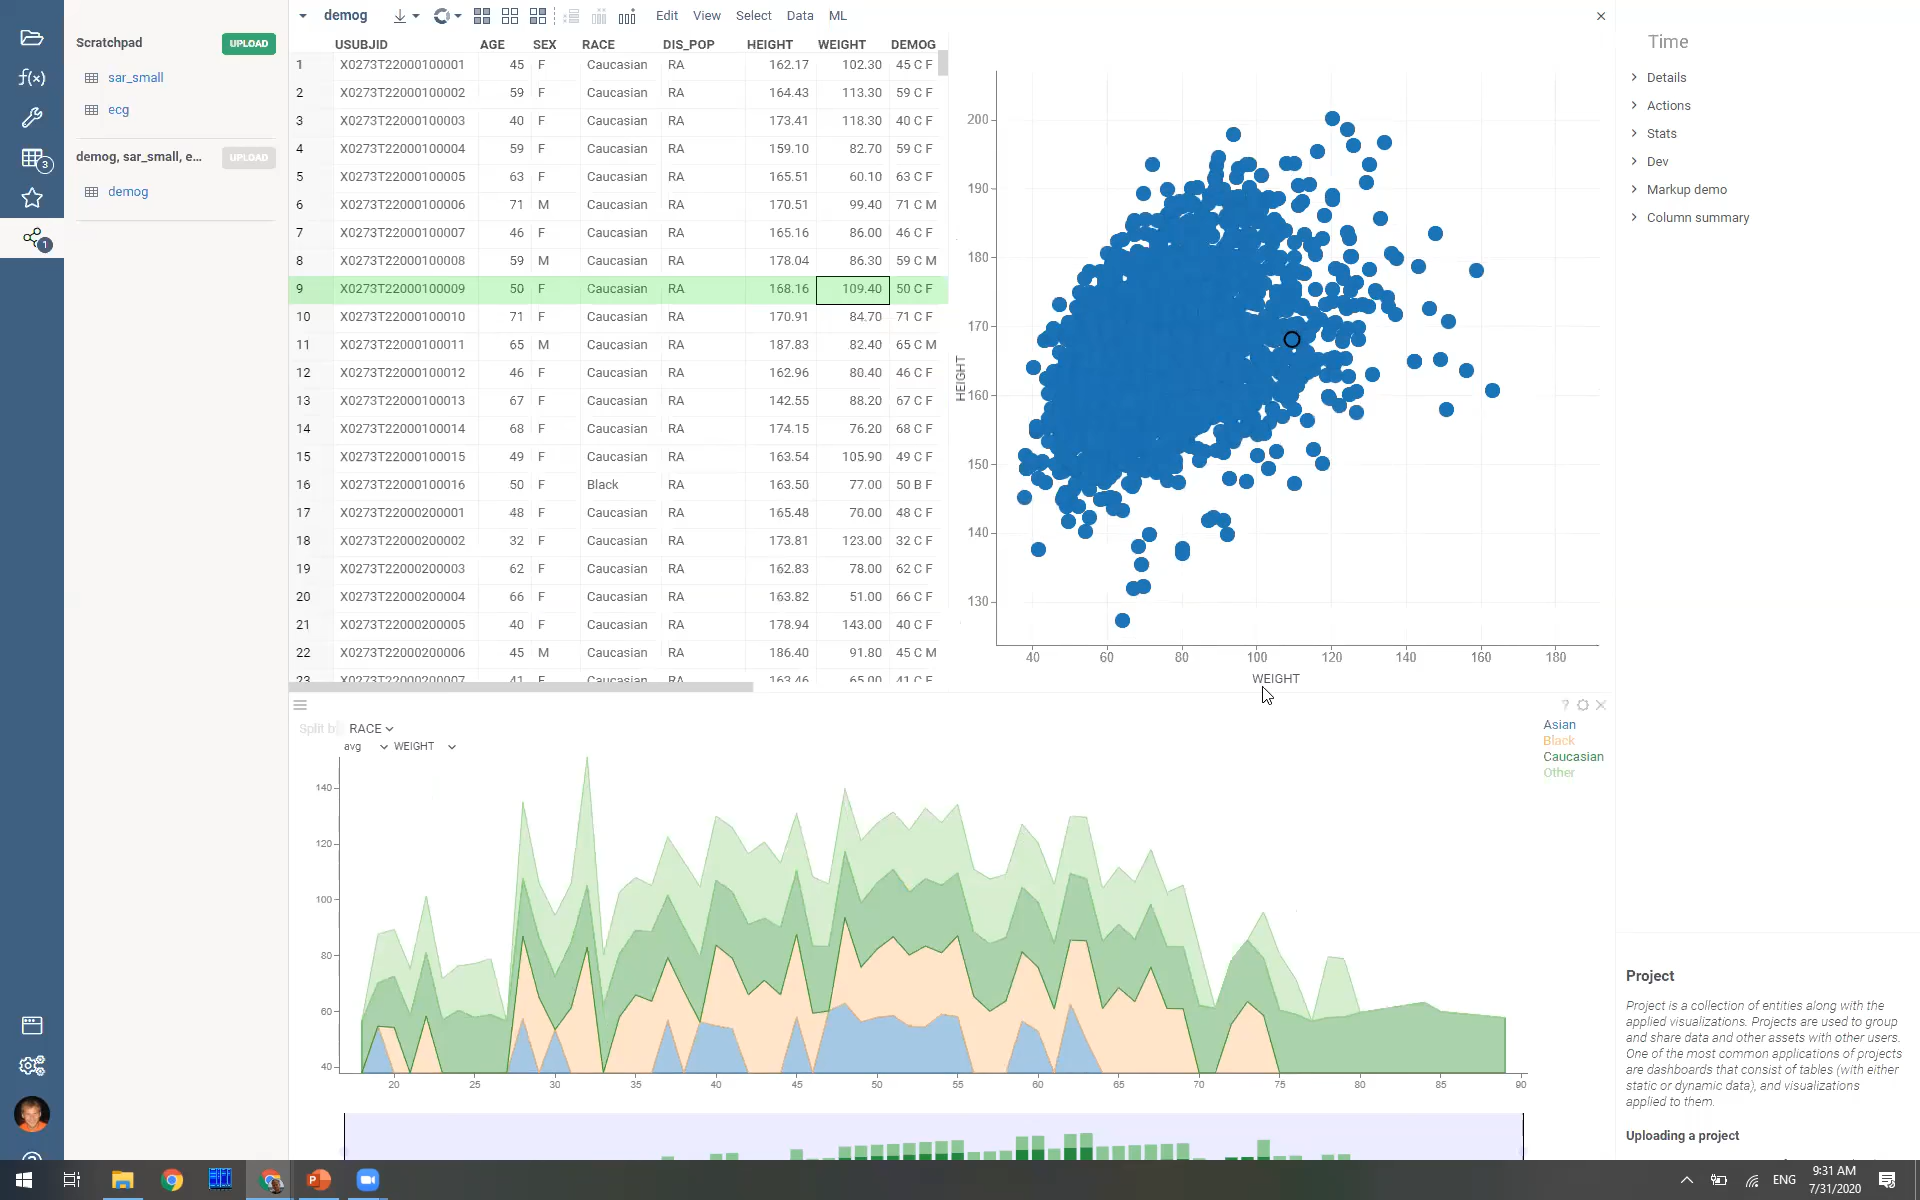 demog Edit View Select Data ML
Scratchpad UPLOAD
sar_small
ecg
demog, sar_small, e... UPLOAD
demog
3
1
USUBJID AGE SEX RACE DIS_POP HEIGHT WEIGHT DEMOG
1 X0273T22000100001 45 F Caucasian RA 162.17 102.30 45 C F
2 X0273T22000100002 59 F Caucasian RA 164.43 113.30 59 C F
3 X0273T22000100003 40 F Caucasian RA 173.41 118.30 40 C F
4 X0273T22000100004 59 F Caucasian RA 159.10 82.70 59 C F
5 X0273T22000100005 63 F Caucasian RA 165.51 60.10 63 C F
6 X0273T22000100006 71 M Caucasian RA 170.51 99.40 71 C M
7 X0273T22000100007 46 F Caucasian RA 165.16 86.00 46 C F
8 X0273T22000100008 59 M Caucasian RA 178.04 86.30 59 C M
9 X0273T22000100009 50 F Caucasian RA 168.16 109.40 50 C F
10 X0273T22000100010 71 F Caucasian RA 170.91 84.70 71 C F
11 X0273T22000100011 65 M Caucasian RA 187.83 82.40 65 C M
12 X0273T22000100012 46 F Caucasian RA 162.96 80.40 46 C F
13 X0273T22000100013 67 F Caucasian RA 142.55 88.20 67 C F
14 X0273T22000100014 68 F Caucasian RA 174.15 76.20 68 C F
15 X0273T22000100015 49 F Caucasian RA 163.54 105.90 49 C F
16 X0273T22000100016 50 F Black RA 163.50 77.00 50 B F
17 X0273T22000200001 48 F Caucasian RA 165.48 70.00 48 C F
18 X0273T22000200002 32 F Caucasian RA 173.81 123.00 32 C F
19 X0273T22000200003 62 F Caucasian RA 162.83 78.00 62 C F
20 X0273T22000200004 66 F Caucasian RA 163.82 51.00 66 C F
21 X0273T22000200005 40 F Caucasian RA 178.94 143.00 40 C F
22 X0273T22000200006 45 M Caucasian RA 186.40 91.80 45 C M
23 X0273T22000200007 41 F Caucasian RA 163.46 65.00 41 C F
200
190
180
170
160
150
140
130
HEIGHT
40 60 80 100 120 140 160 180
WEIGHT
Time
Details
Actions
Stats
Dev
Markup demo
Column summary
?
Split b RACE
avg WEIGHT
Asian
Black
Caucasian
Other
140
120
100
80
60
40
20 25 30 35 40 45 50 55 60 65 70 75 80 85 90
Project
Project is a collection of entities along with the
applied visualizations. Projects are used to group
and share data and other assets with other users.
One of the most common applications of projects
are dashboards that consist of tables (with either
static or dynamic data), and visualizations
applied to them.
Uploading a project
ENG
9:31 AM
7/31/2020